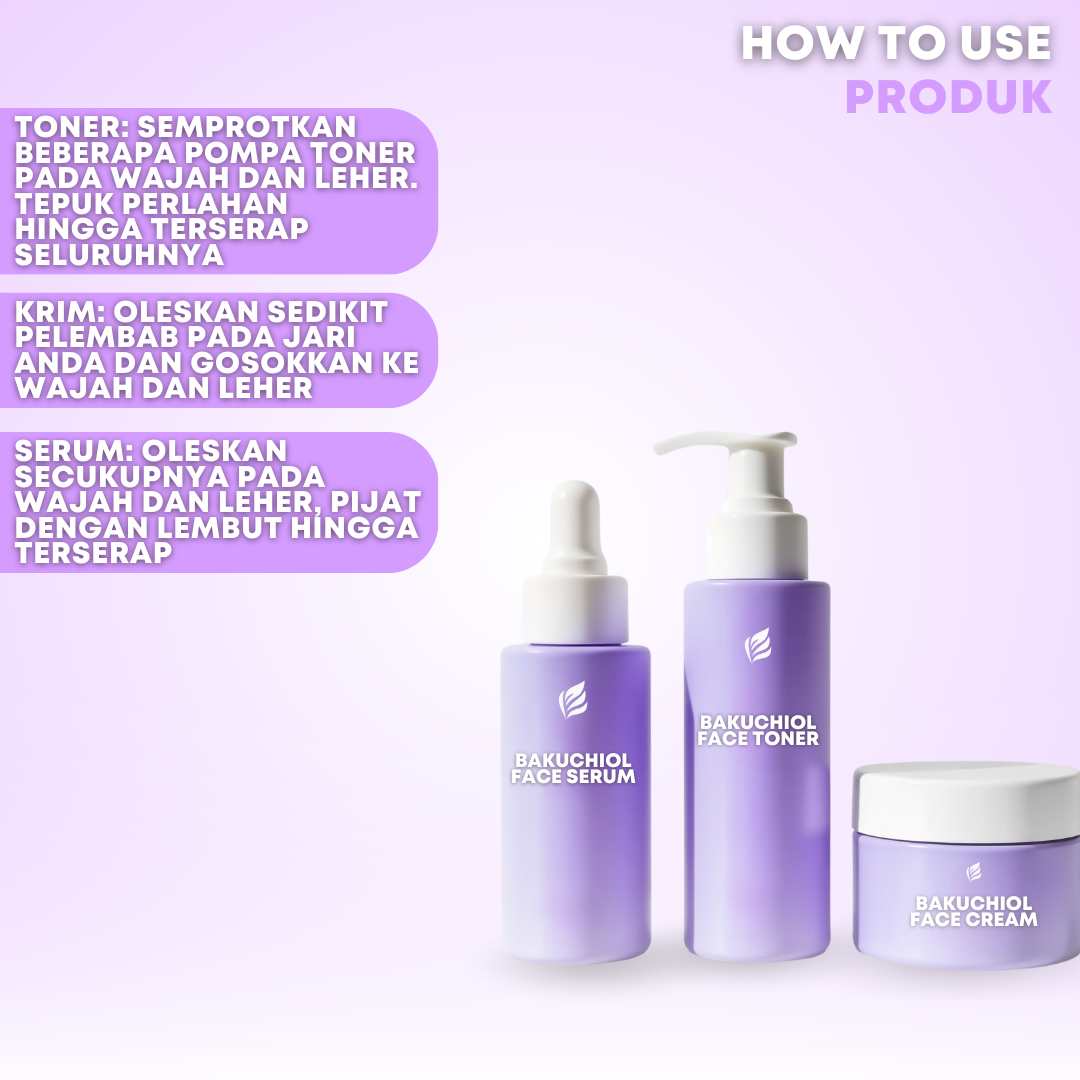 HOW TO USE
PRODUK
TONER: SEMPROTKAN
BEBERAPA POMPA TONER
PADA WAJAH DAN LEHER.
TEPUK PERLAHAN
HINGGA TERSERAP
SELURUHNYA
KRIM: OLESKAN SEDIKIT
PELEMBAB PADA JARI
ANDA DAN GOSOKKAN KE
WAJAH DAN LEHER
SERUM: OLESKAN
SECUKUPNYA PADA
WAJAH DAN LEHER, PIJAT
DENGAN LEMBUT HINGGA
TERSERAP
BAKUCHIOL
FACE SERUM
BAKUCHIOL
FACE TONER
BAKUCHIOL
FACE CREAM